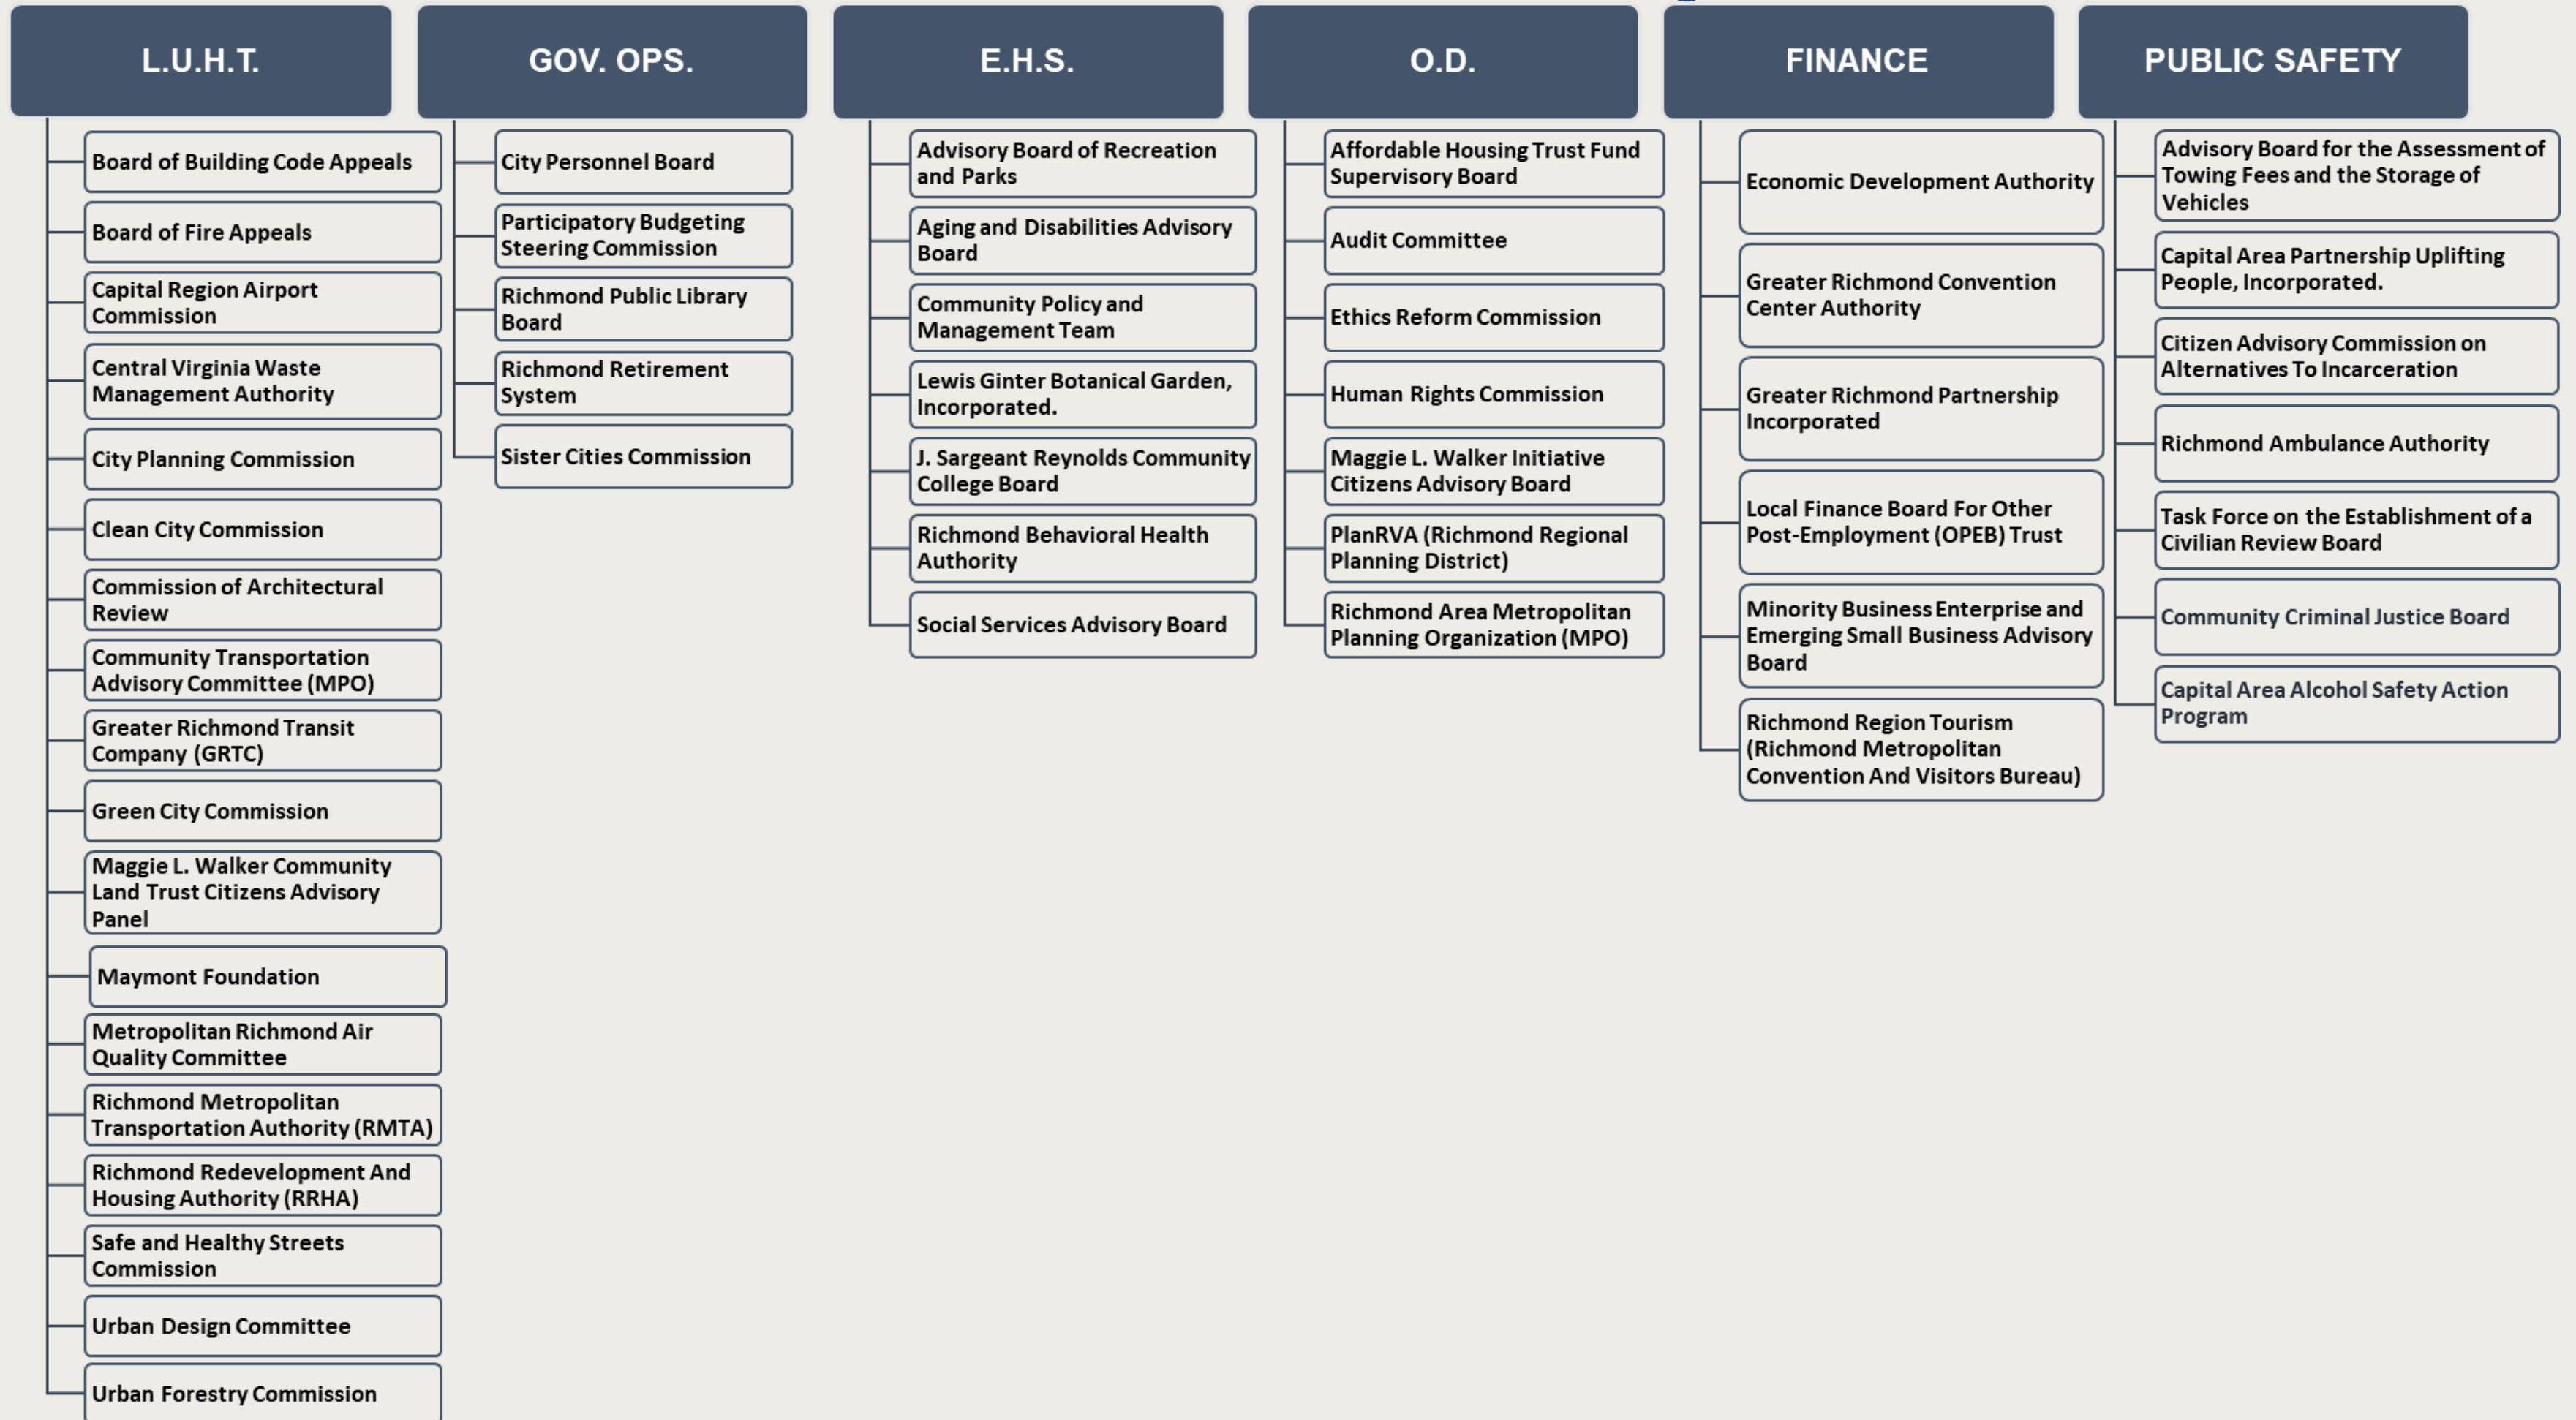 L.U.H.T.
Board of Building Code Appeals
Board of Fire Appeals
Capital Region Airport
Commission
Central Virginia Waste
Management Authority
City Planning Commission
Clean City Commission
Commission of Architectural
Review
Community Transportation
Advisory Committee (MPO)
Greater Richmond Transit
Company (GRTC)
Green City Commission
Maggie L. Walker Community
Land Trust Citizens Advisory
Panel
Maymont Foundation
Metropolitan Richmond Air
Quality Committee
Richmond Metropolitan
Transportation Authority (RMTA)
Richmond Redevelopment And
Housing Authority (RRHA)
Safe and Healthy Streets
Commission
Urban Design Committee
Urban Forestry Commission
GOV. OPS.
City Personnel Board
Participatory Budgeting
Steering Commission
Richmond Public Library
Board
Richmond Retirement
System
Sister Cities Commission
E.H.S.
Advisory Board of Recreation
and Parks
Aging and Disabilities Advisory
Board
Community Policy and
Management Team
Lewis Ginter Botanical Garden,
Incorporated.
J. Sargeant Reynolds Community
College Board
Richmond Behavioral Health
Authority
Social Services Advisory Board
O.D.
Affordable Housing Trust Fund
Supervisory Board
Audit Committee
Ethics Reform Commission
Human Rights Commission
Maggie L. Walker Initiative
Citizens Advisory Board
PlanRVA (Richmond Regional
Planning District)
Richmond Area Metropolitan
Planning Organization (MPO)
FINANCE
Economic Development Authority
Greater Richmond Convention
Center Authority
Greater Richmond Partnership
Incorporated
Local Finance Board For Other
Post-Employment (OPEB) Trust
Minority Business Enterprise and
Emerging Small Business Advisory
Board
Richmond Region Tourism
(Richmond Metropolitan
Convention And Visitors Bureau)
PUBLIC SAFETY
Advisory Board for the Assessment of
Towing Fees and the Storage of
Vehicles
Capital Area Partnership Uplifting
People, Incorporated.
Citizen Advisory Commission on
Alternatives To Incarceration
Richmond Ambulance Authority
Task Force on the Establishment of a
Civilian Review Board
Community Criminal Justice Board
Capital Area Alcohol Safety Action
Program